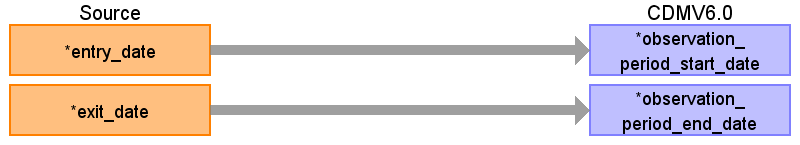 Source
CDMV6.0
*entry_date
*observation_
period_start_date
*exit_date
*observation_
period_end_date